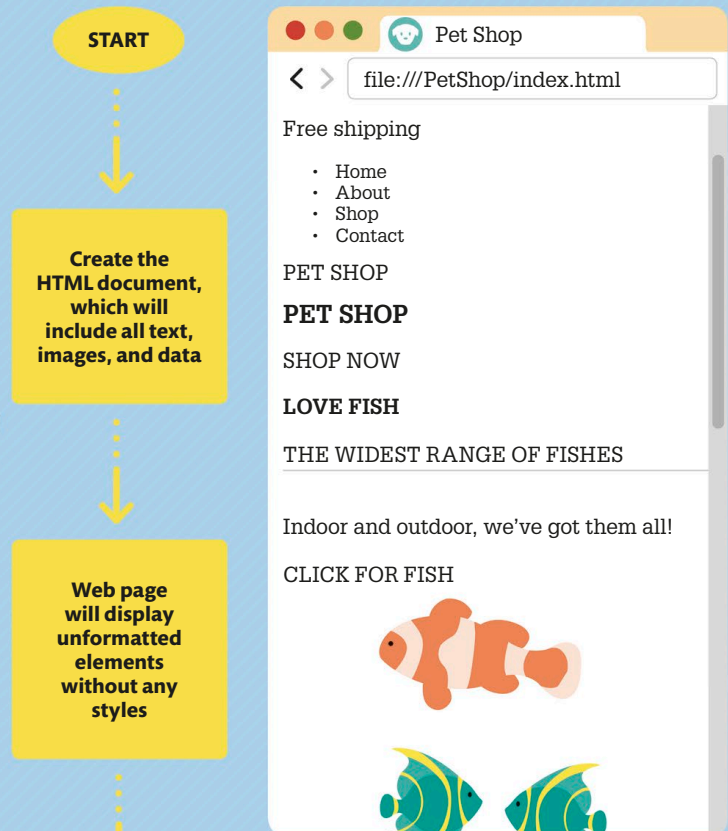 START
Create the
HTML document,
which will
include all text,
images, and data
Web page
will display
unformatted
elements
without any
styles
Pet Shop
file:///PetShop/index.html
Free shipping
• Home
• About
• Shop
• Contact
PET SHOP
PET SHOP
SHOP NOW
LOVE FISH
THE WIDEST RANGE OF FISHES
Indoor and outdoor, we’ve got them all!
CLICK FOR FISH